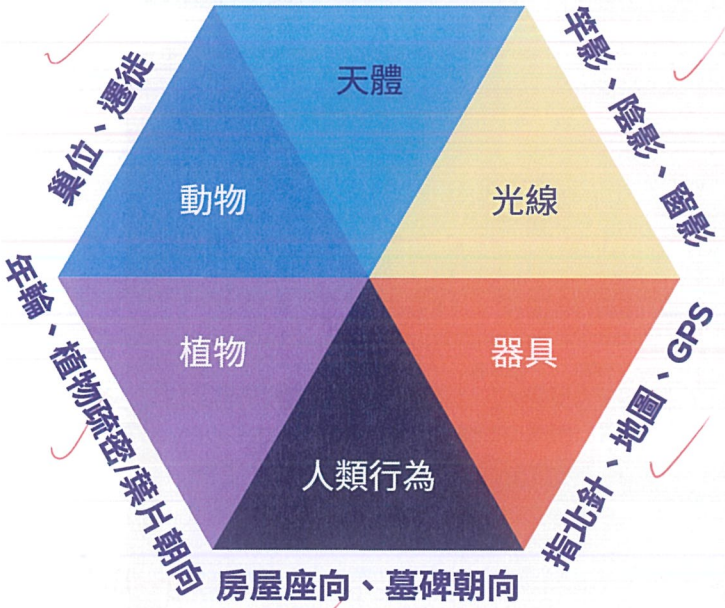 天體
動物
光線
植物
器具
人類行為
巢位、遷徙
竿影、陰影、窗影
年輪、植物疏密/葉片朝向
指北針、地圖、GPS
房屋座向、墓碑朝向